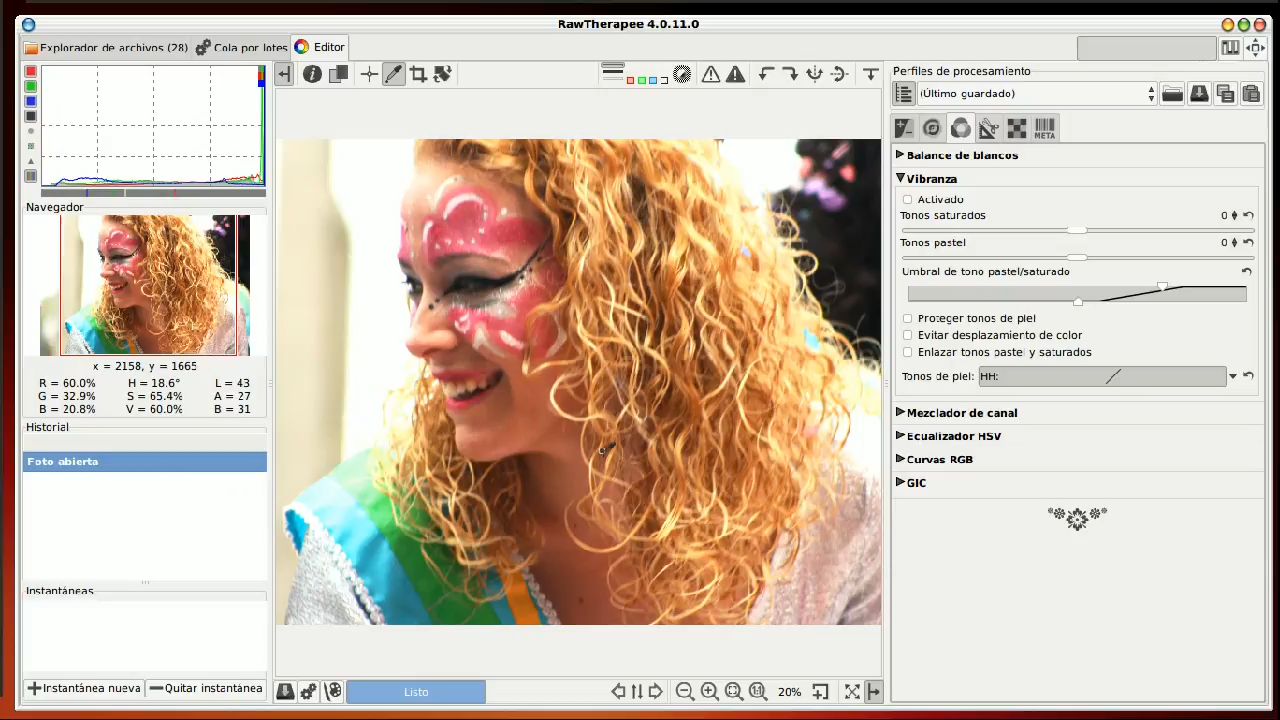 RawTherapee 4.0.11.0
Explorador de archivos (28) Cola por lotes Editor
Perfiles de procesamiento
(Último guardado)
META
Balance de blancos
Vibranza
Activado
Tonos saturados 0
Tonos pastel 0
Umbral de tono pastel/saturado
Proteger tonos de piel
Evitar desplazamiento de color
Enlazar tonos pastel y saturados
Tonos de piel: HH:
Mezclador de canal
Ecualizador HSV
Curvas RGB
GIC
Navegador
x = 2158, y = 1665
R = 60.0% H = 18.6° L = 43
G = 32.9% S = 65.4% A = 27
B = 20.8% V = 60.0% B = 31
Historial
Foto abierta
Instantáneas
Instantánea nueva Quitar instantánea
Listo
1:1
20%